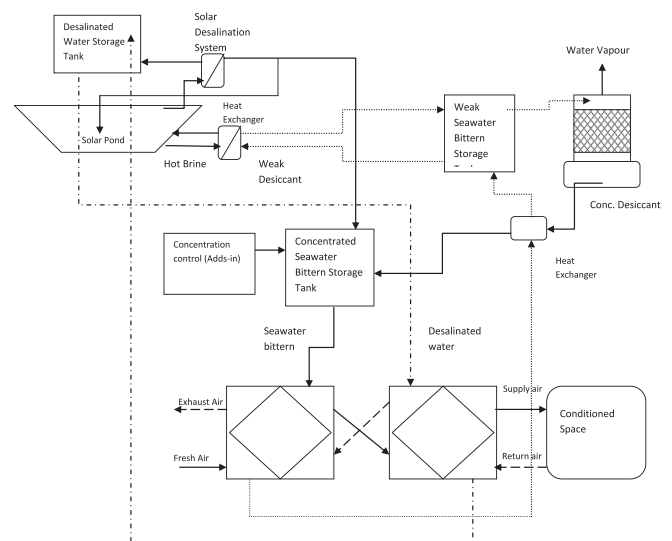 Desalinated
Water Storage
Tank
Solar
Desalination
System
Water Vapour
Heat
Exchanger
Weak
Seawater
Bittern
Storage
Solar Pond
Hot Brine
Weak
Desiccant
Conc. Desiccant
Concentration
control (Adds-in)
Concentrated
Seawater
Bittern Storage
Tank
Heat
Exchanger
Seawater
bittern
Desalinated
water
Exhaust Air
Fresh Air
Supply air
Return air
Conditioned
Space